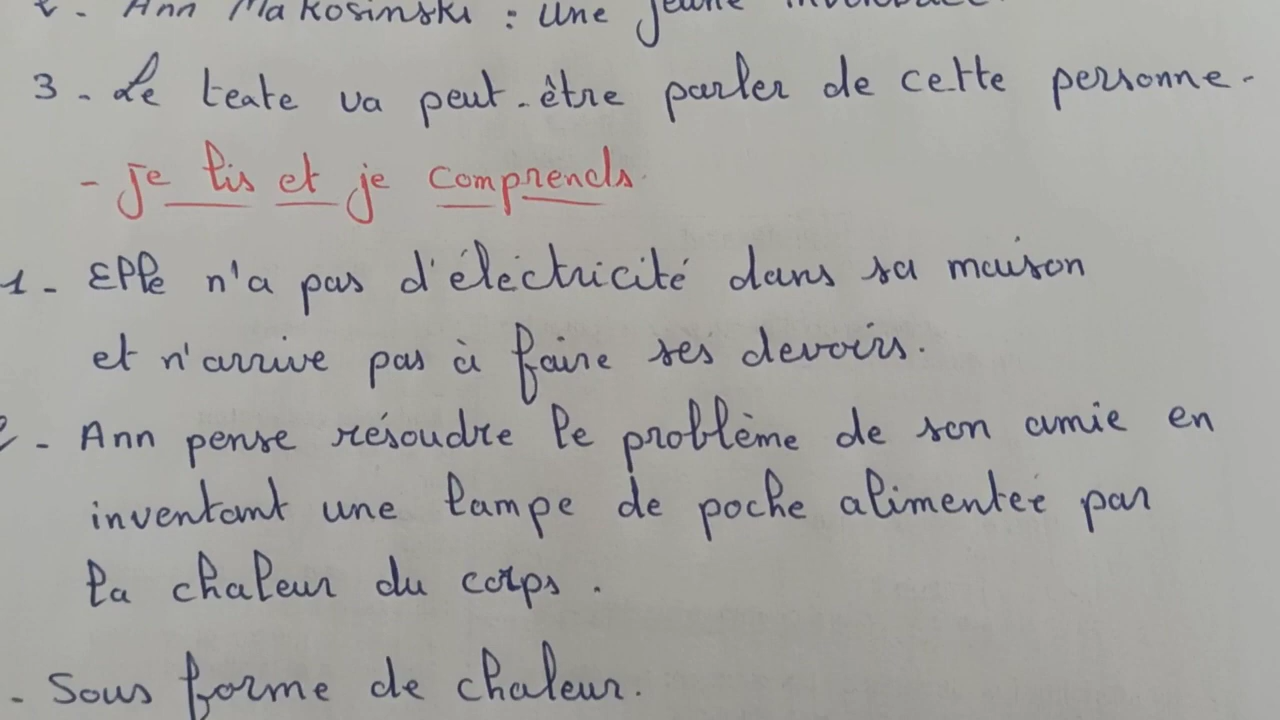 2. Ann Makosinski : Une jeune
3. Le texte va peut-être parler de cette personne.
- je lis et je comprends.
1. Elle n'a pas d'électricité dans sa maison
et n'arrive pas à faire ses devoirs.
2. Ann pense résoudre le problème de son amie en
inventant une lampe de poche alimentée par
la chaleur du corps.
. Sous forme de chaleur.